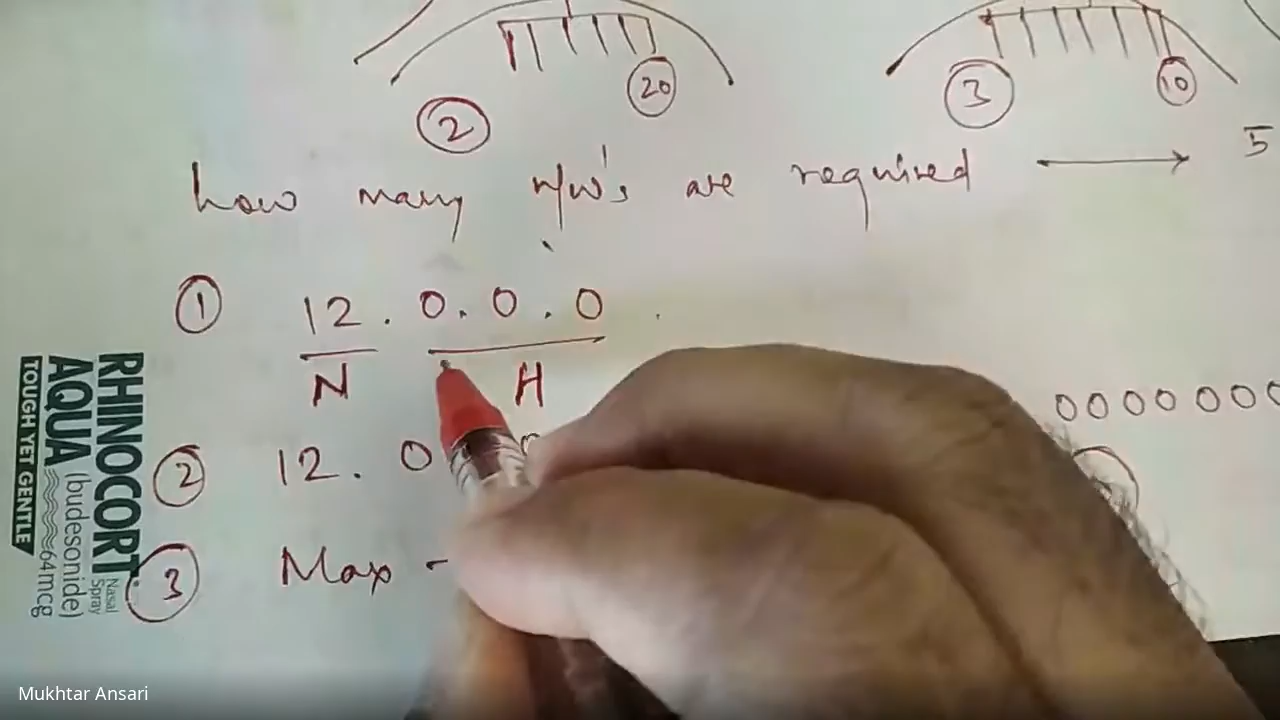 2 20 3 10
5
how many n/w's are required
1 12.0.0.0
N H
0000000
2 12. 0
3 Max -
RHINOCORT
AQUA (budesonide) Nasal Spray
TOUGH YET GENTLE 64mcg
Mukhtar Ansari